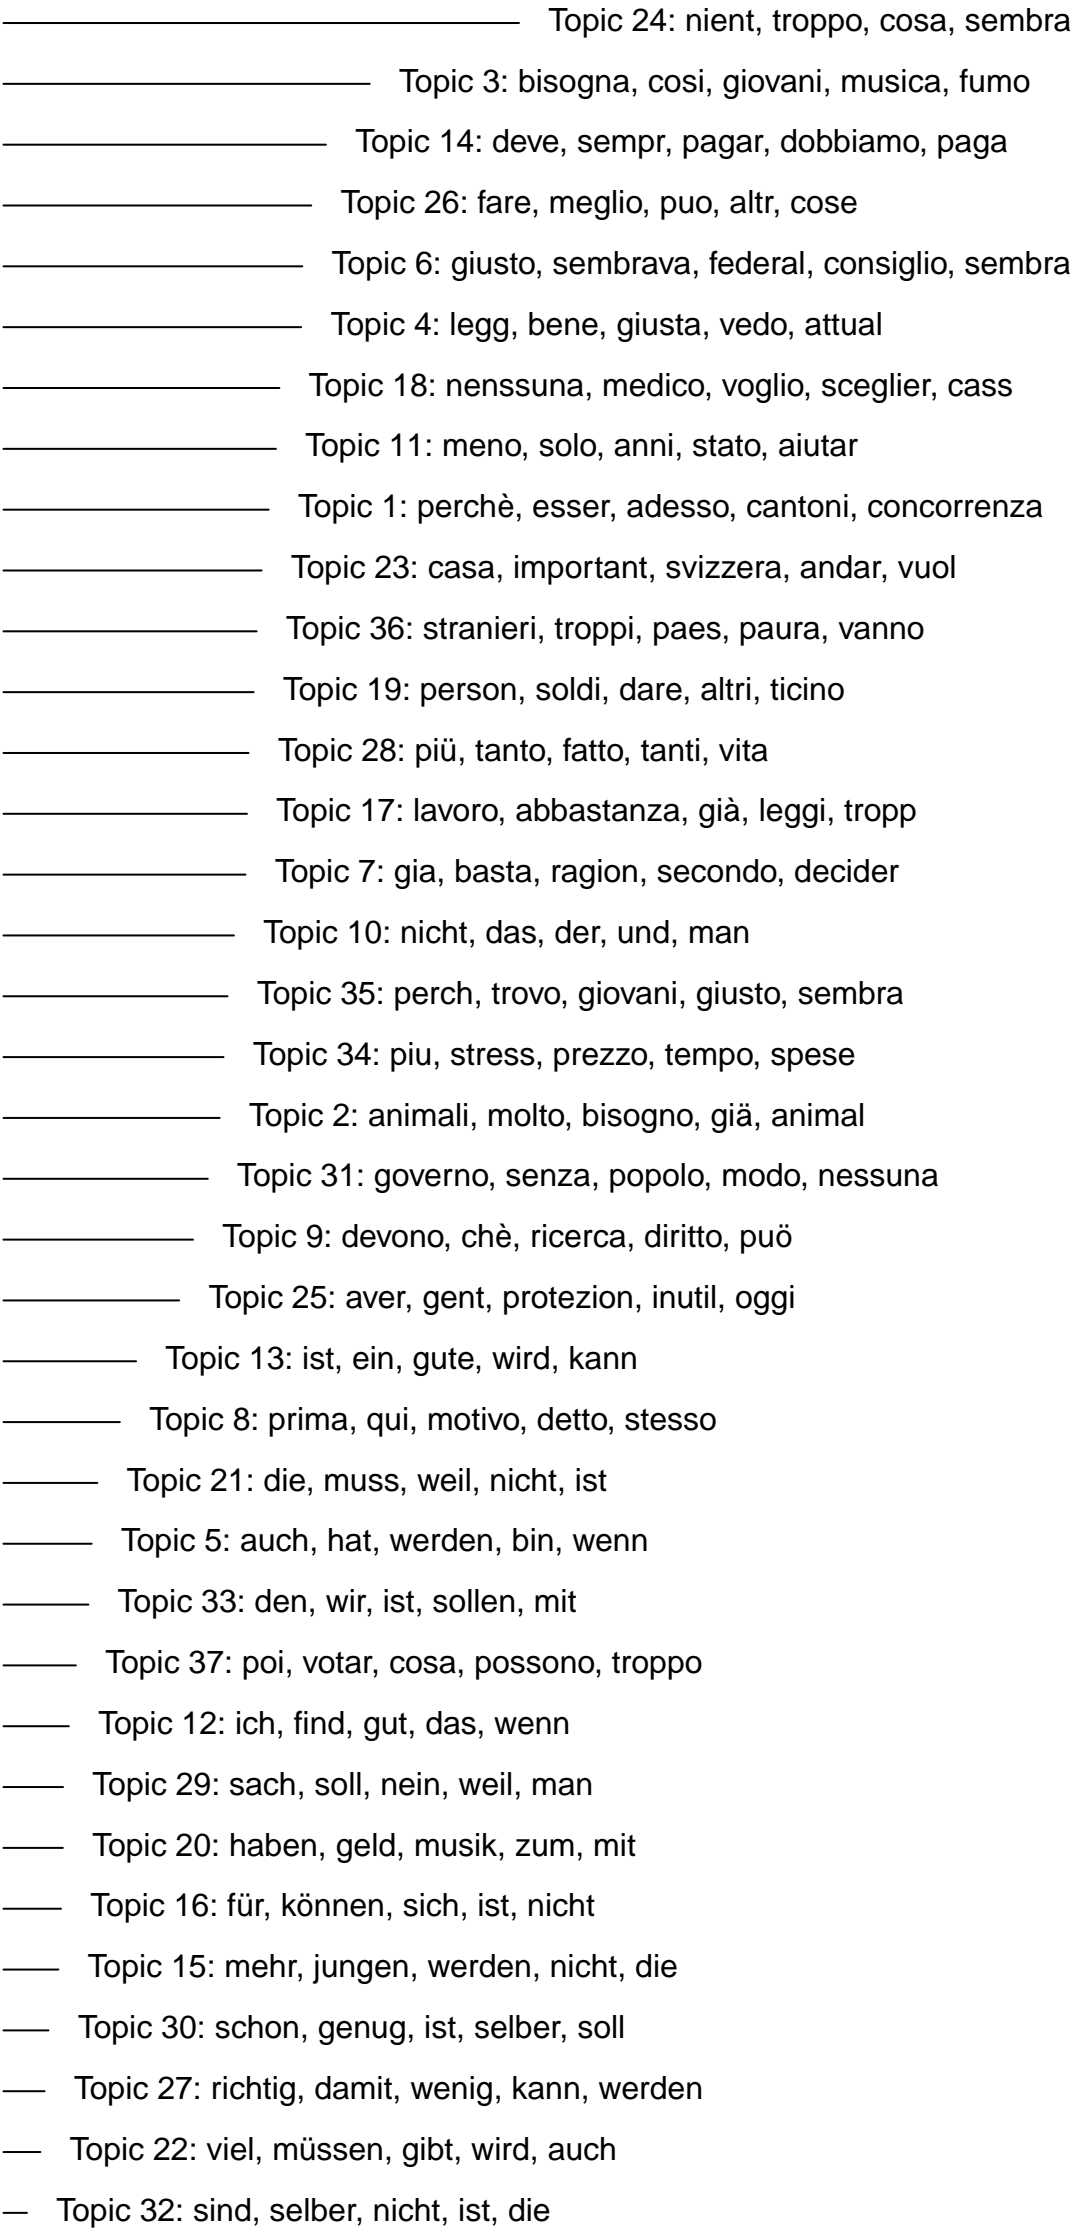 Topic 24: nient, troppo, cosa, sembra
Topic 3: bisogna, cosi, giovani, musica, fumo
Topic 14: deve, sempr, pagar, dobbiamo, paga
Topic 26: fare, meglio, puo, altr, cose
Topic 6: giusto, sembrava, federal, consiglio, sembra
Topic 4: legg, bene, giusta, vedo, attual
Topic 18: nenssuna, medico, voglio, sceglier, cass
Topic 11: meno, solo, anni, stato, aiutar
Topic 1: perchè, esser, adesso, cantoni, concorrenza
Topic 23: casa, important, svizzera, andar, vuol
Topic 36: stranieri, troppi, paes, paura, vanno
Topic 19: person, soldi, dare, altri, ticino
Topic 28: più, tanto, fatto, tanti, vita
Topic 17: lavoro, abbastanza, già, leggi, tropp
Topic 7: gia, basta, ragion, secondo, decider
Topic 10: nicht, das, der, und, man
Topic 35: perch, trovo, giovani, giusto, sembra
Topic 34: piu, stress, prezzo, tempo, spese
Topic 2: animali, molto, bisogno, giä, animal
Topic 31: governo, senza, popolo, modo, nessuna
Topic 9: devono, chè, ricerca, diritto, puö
Topic 25: aver, gent, protezion, inutil, oggi
Topic 13: ist, ein, gute, wird, kann
Topic 8: prima, qui, motivo, detto, stesso
Topic 21: die, muss, weil, nicht, ist
Topic 5: auch, hat, werden, bin, wenn
Topic 33: den, wir, ist, sollen, mit
Topic 37: poi, votar, cosa, possono, troppo
Topic 12: ich, find, gut, das, wenn
Topic 29: sach, soll, nein, weil, man
Topic 20: haben, geld, musik, zum, mit
Topic 16: für, können, sich, ist, nicht
Topic 15: mehr, jungen, werden, nicht, die
Topic 30: schon, genug, ist, selber, soll
Topic 27: richtig, damit, wenig, kann, werden
Topic 22: viel, müssen, gibt, wird, auch
Topic 32: sind, selber, nicht, ist, die